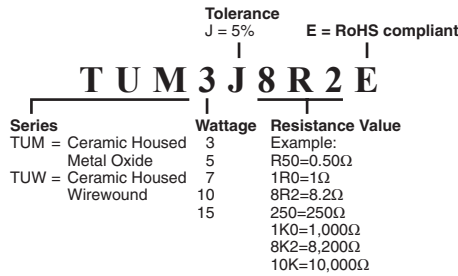 Tolerance
J = 5%
E = RoHS compliant
T U M 3 J 8 R 2 E
Series
TUM = Ceramic Housed
Metal Oxide
TUW = Ceramic Housed
Wirewound
Wattage
3
5
7
10
15
Resistance Value
Example:
R50=0.50Ω
1R0=1Ω
8R2=8.2Ω
250=250Ω
1K0=1,000Ω
8K2=8,200Ω
10K=10,000Ω